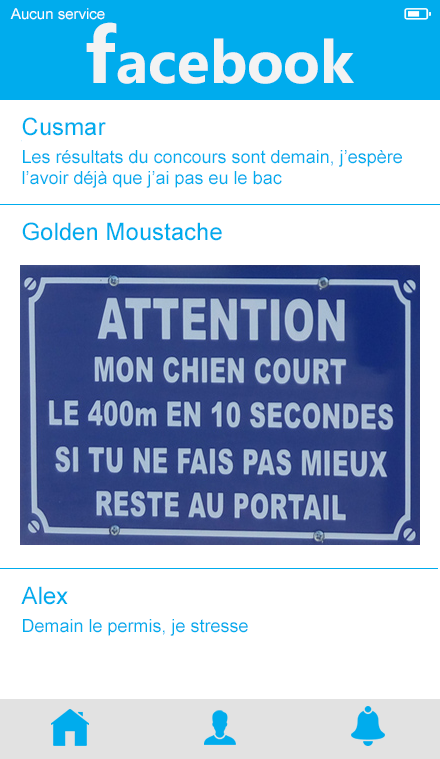 Aucun service
facebook
Cusmar
Les résultats du concours sont demain, j'espère
l'avoir déjà que j'ai pas eu le bac
Golden Moustache
ATTENTION
MON CHIEN COURT
LE 400m EN 10 SECONDES
SI TU NE FAIS PAS MIEUX
RESTE AU PORTAIL
Alex
Demain le permis, je stresse